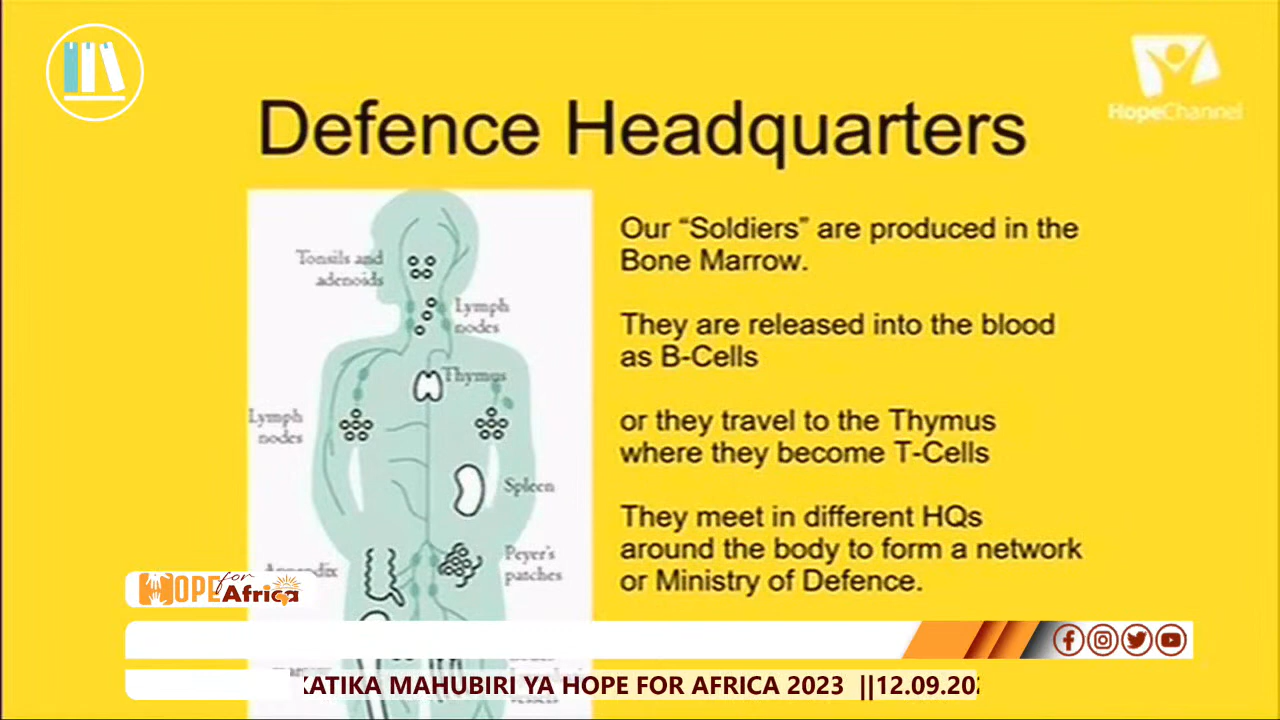 HopeChannel
Defence Headquarters
Tonsils and
adenoids
Lymph
nodes
Thymus
Lymph
nodes
Spleen
Peyer's
patches
Our “Soldiers” are produced in the
Bone Marrow.
They are released into the blood
as B-Cells
or they travel to the Thymus
where they become T-Cells
They meet in different HQs
around the body to form a network
or Ministry of Defence.
HOPE for
Africa
KATIKA MAHUBIRI YA HOPE FOR AFRICA 2023 ||12.09.202